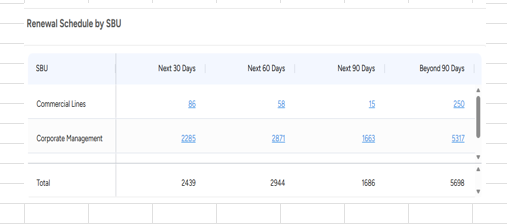 Renewal Schedule by SBU
SBU Next 30 Days Next 60 Days Next 90 Days Beyond 90 Days
Commercial Lines 86 58 15 250
Corporate Management 2285 2871 1663 5317
Total 2439 2944 1686 5698